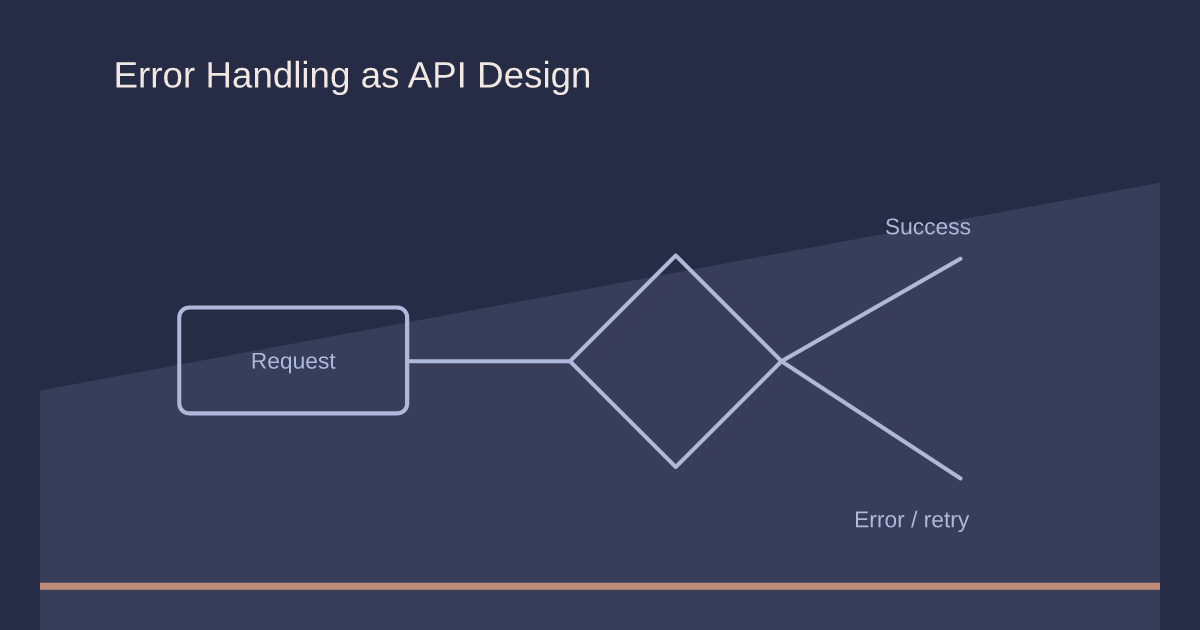 Error Handling as API Design
Success
Request
Error / retry